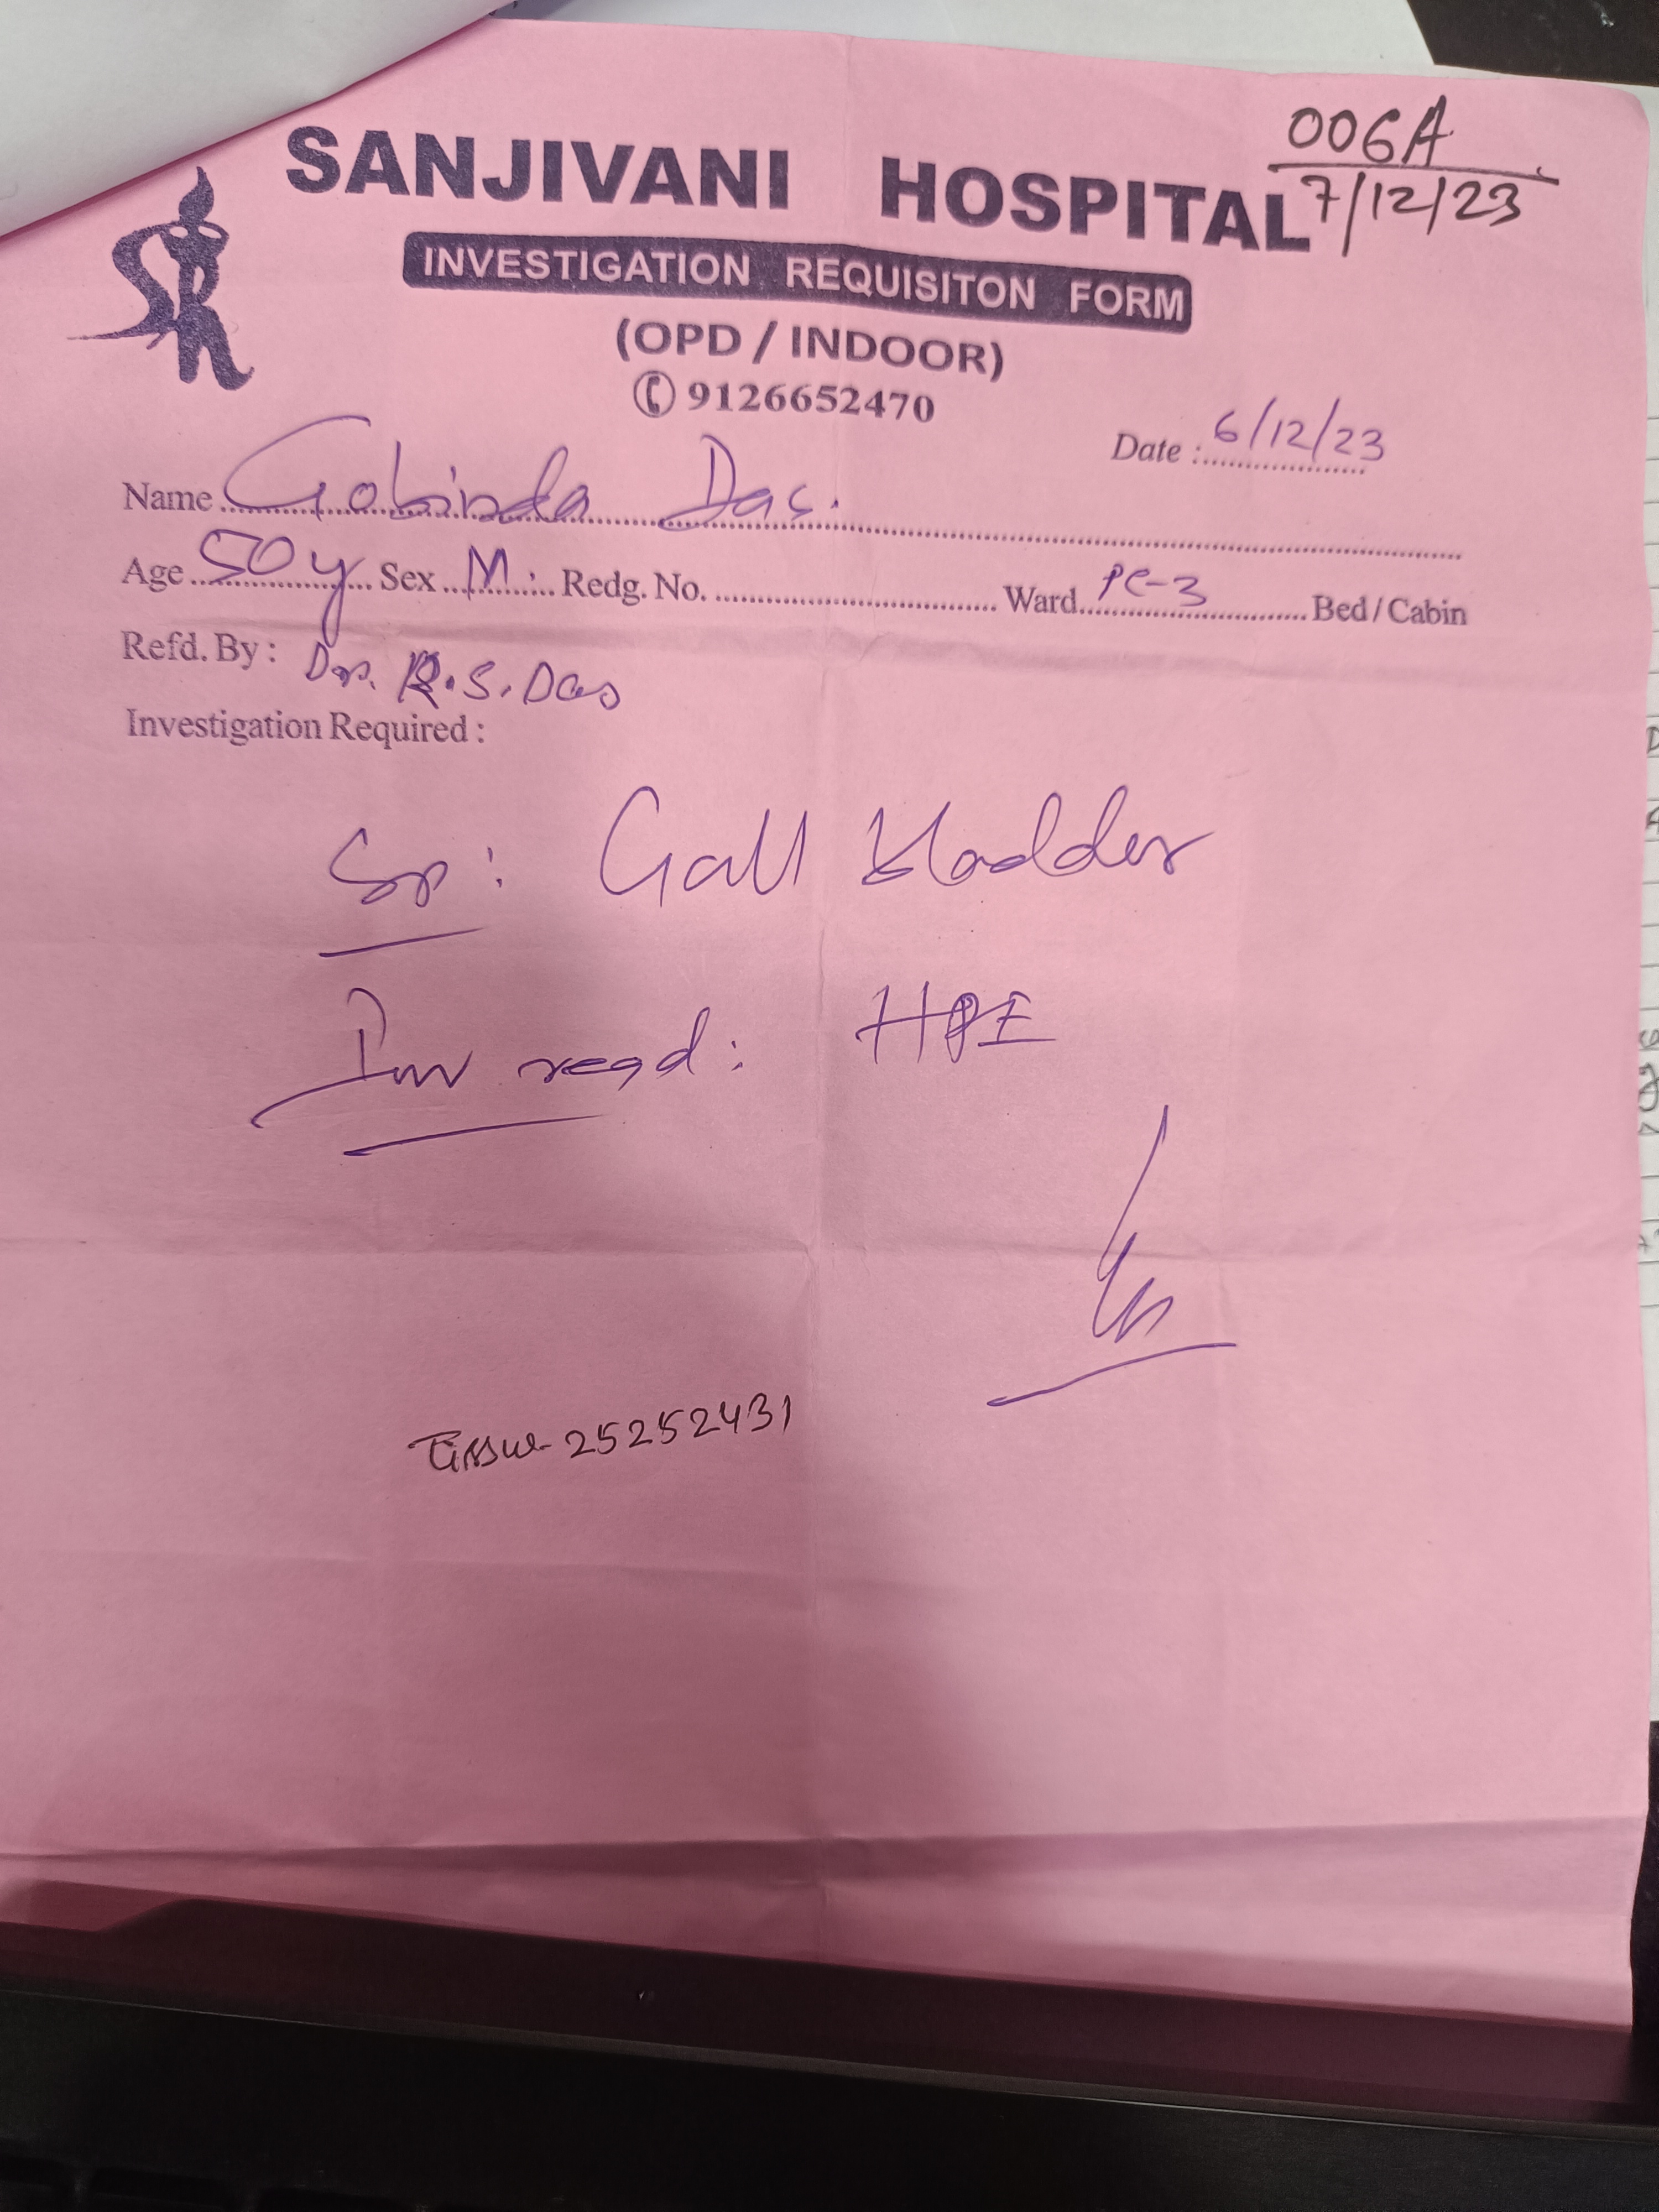 006A
7/12/23
SANJIVANI HOSPITAL
INVESTIGATION REQUISITON FORM
(OPD / INDOOR)
9126652470
Date : 6/12/23
Name Gobinda Das.
Age 50 y Sex M. Redg. No. Ward PC-3 Bed / Cabin
Refd. By : Dr. R.S. Das
Investigation Required :
Sp: Gall bladder
Inv reqd: HPE
Tissue - 25252431